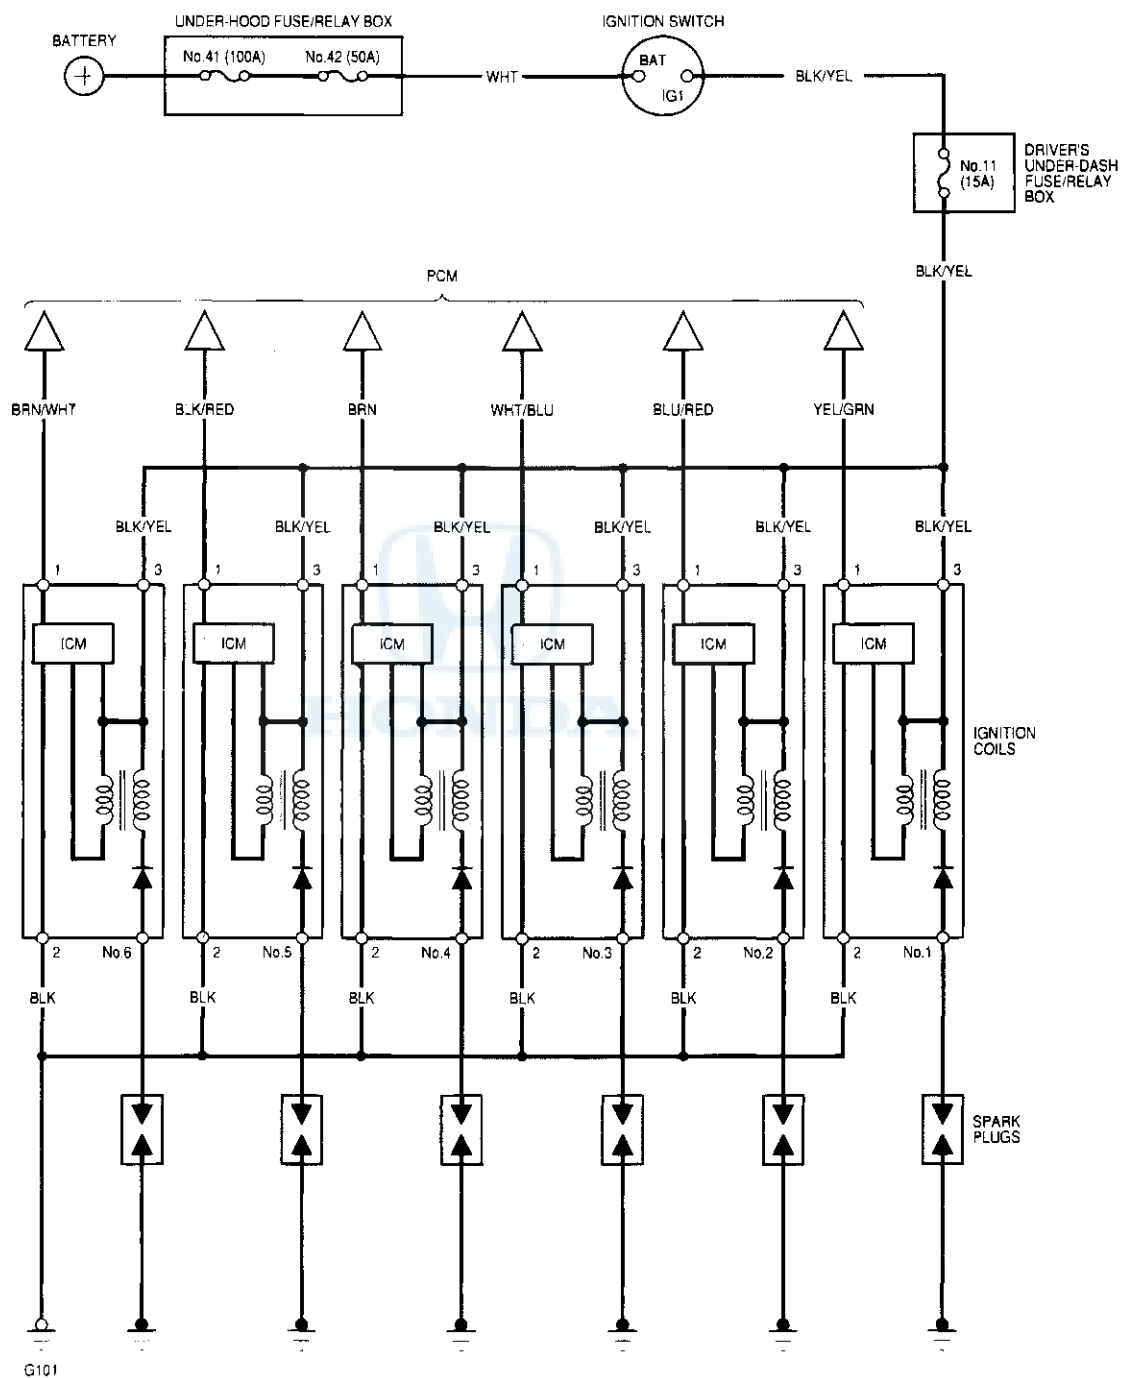 UNDER-HOOD FUSE/RELAY BOX
IGNITION SWITCH
BATTERY
No.41 (100A)
No.42 (50A)
BAT
IG1
WHT
BLK/YEL
No.11
(15A)
DRIVER'S
UNDER-DASH
FUSE/RELAY
BOX
BLK/YEL
PCM
BRN/WHT
BLK/RED
BRN
WHT/BLU
BLU/RED
YEL/GRN
BLK/YEL
BLK/YEL
BLK/YEL
BLK/YEL
BLK/YEL
BLK/YEL
1
3
1
3
1
3
1
3
1
3
1
3
ICM
ICM
ICM
ICM
ICM
ICM
HONDA
IGNITION
COILS
2
No.6
2
No.5
2
No.4
2
No.3
2
No.2
2
No.1
BLK
BLK
BLK
BLK
BLK
BLK
SPARK
PLUGS
G101